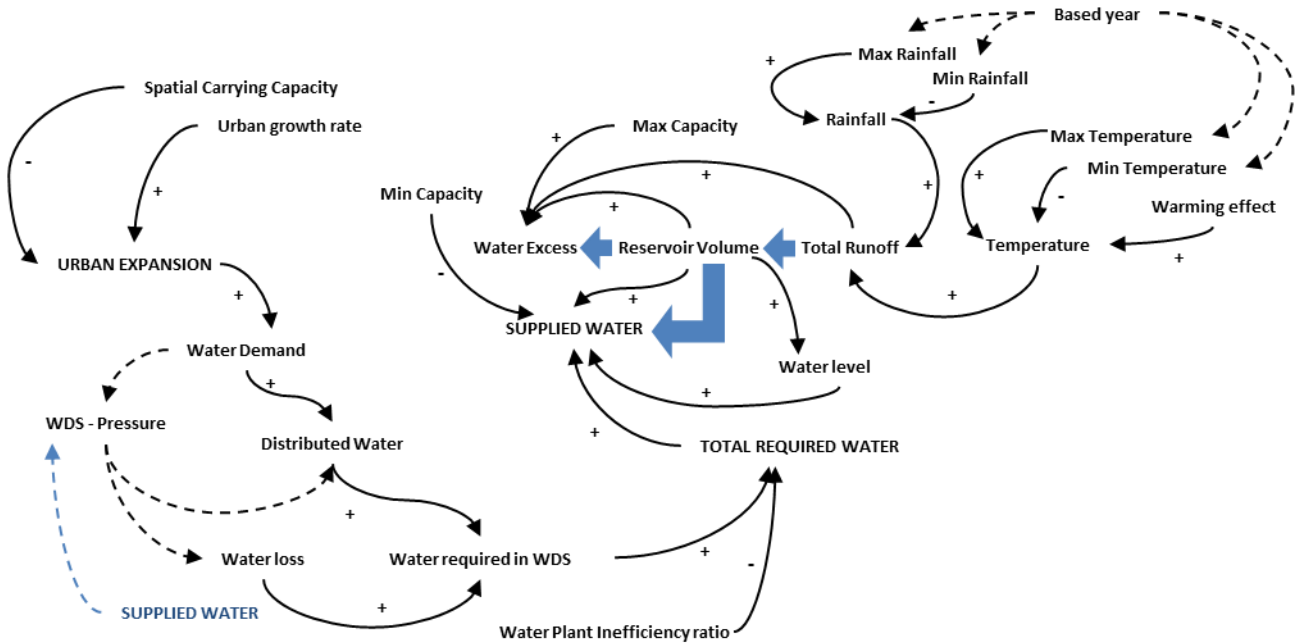 Based year
Max Rainfall
+
Min Rainfall
Spatial Carrying Capacity
-
Rainfall
Urban growth rate
Max Capacity
Max Temperature
+
-
+
Min Temperature
+
+
+
-
Min Capacity
+
Warming effect
Water Excess
Reservoir Volume
Total Runoff
Temperature
+
URBAN EXPANSION
-
+
+
+
+
SUPPLIED WATER
Water Demand
Water level
+
+
WDS - Pressure
Distributed Water
+
TOTAL REQUIRED WATER
+
Water loss
Water required in WDS
+
-
SUPPLIED WATER
+
Water Plant Inefficiency ratio